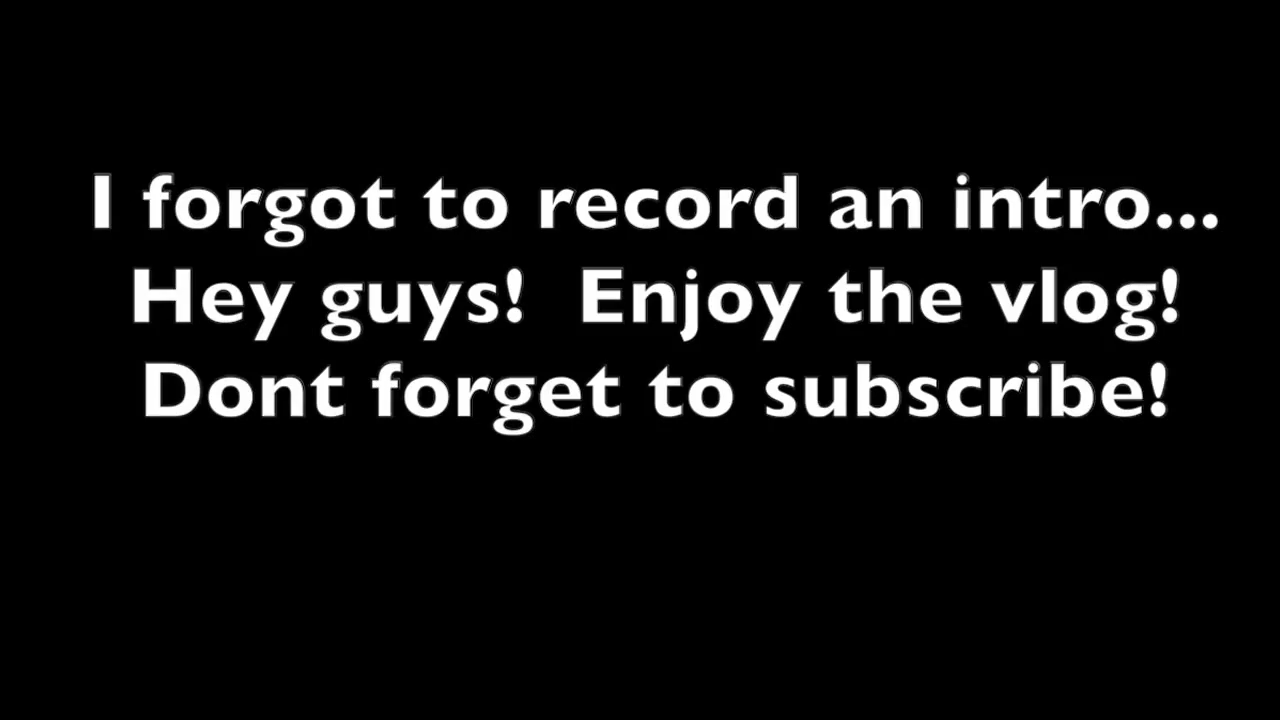 I forgot to record an intro...
Hey guys!  Enjoy the vlog!
Dont forget to subscribe!